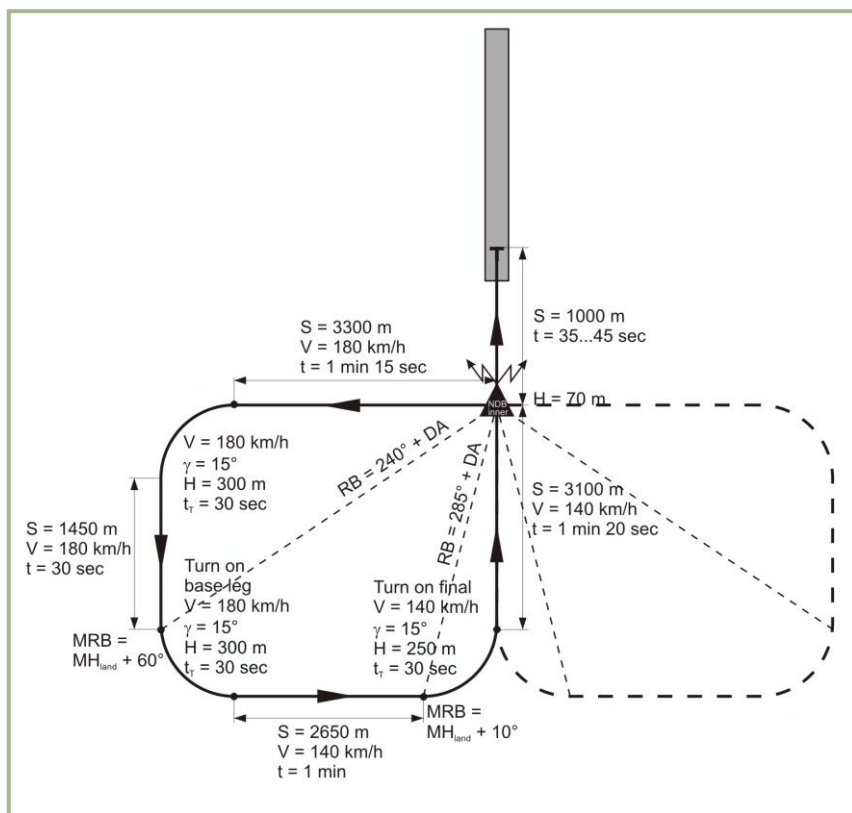 S = 3300 m
V = 180 km/h
t = 1 min 15 sec
S = 1000 m
t = 35...45 sec
NDB
Inner
H = 70 m
V = 180 km/h
γ = 15°
H = 300 m
tT = 30 sec
RB = 240° + DA
RB = 285° + DA
S = 3100 m
V = 140 km/h
t = 1 min 20 sec
S = 1450 m
V = 180 km/h
t = 30 sec
Turn on
base leg
V = 180 km/h
γ = 15°
H = 300 m
tT = 30 sec
Turn on final
V = 140 km/h
γ = 15°
H = 250 m
tT = 30 sec
MRB =
MHland + 60°
MRB =
MHland + 10°
S = 2650 m
V = 140 km/h
t = 1 min